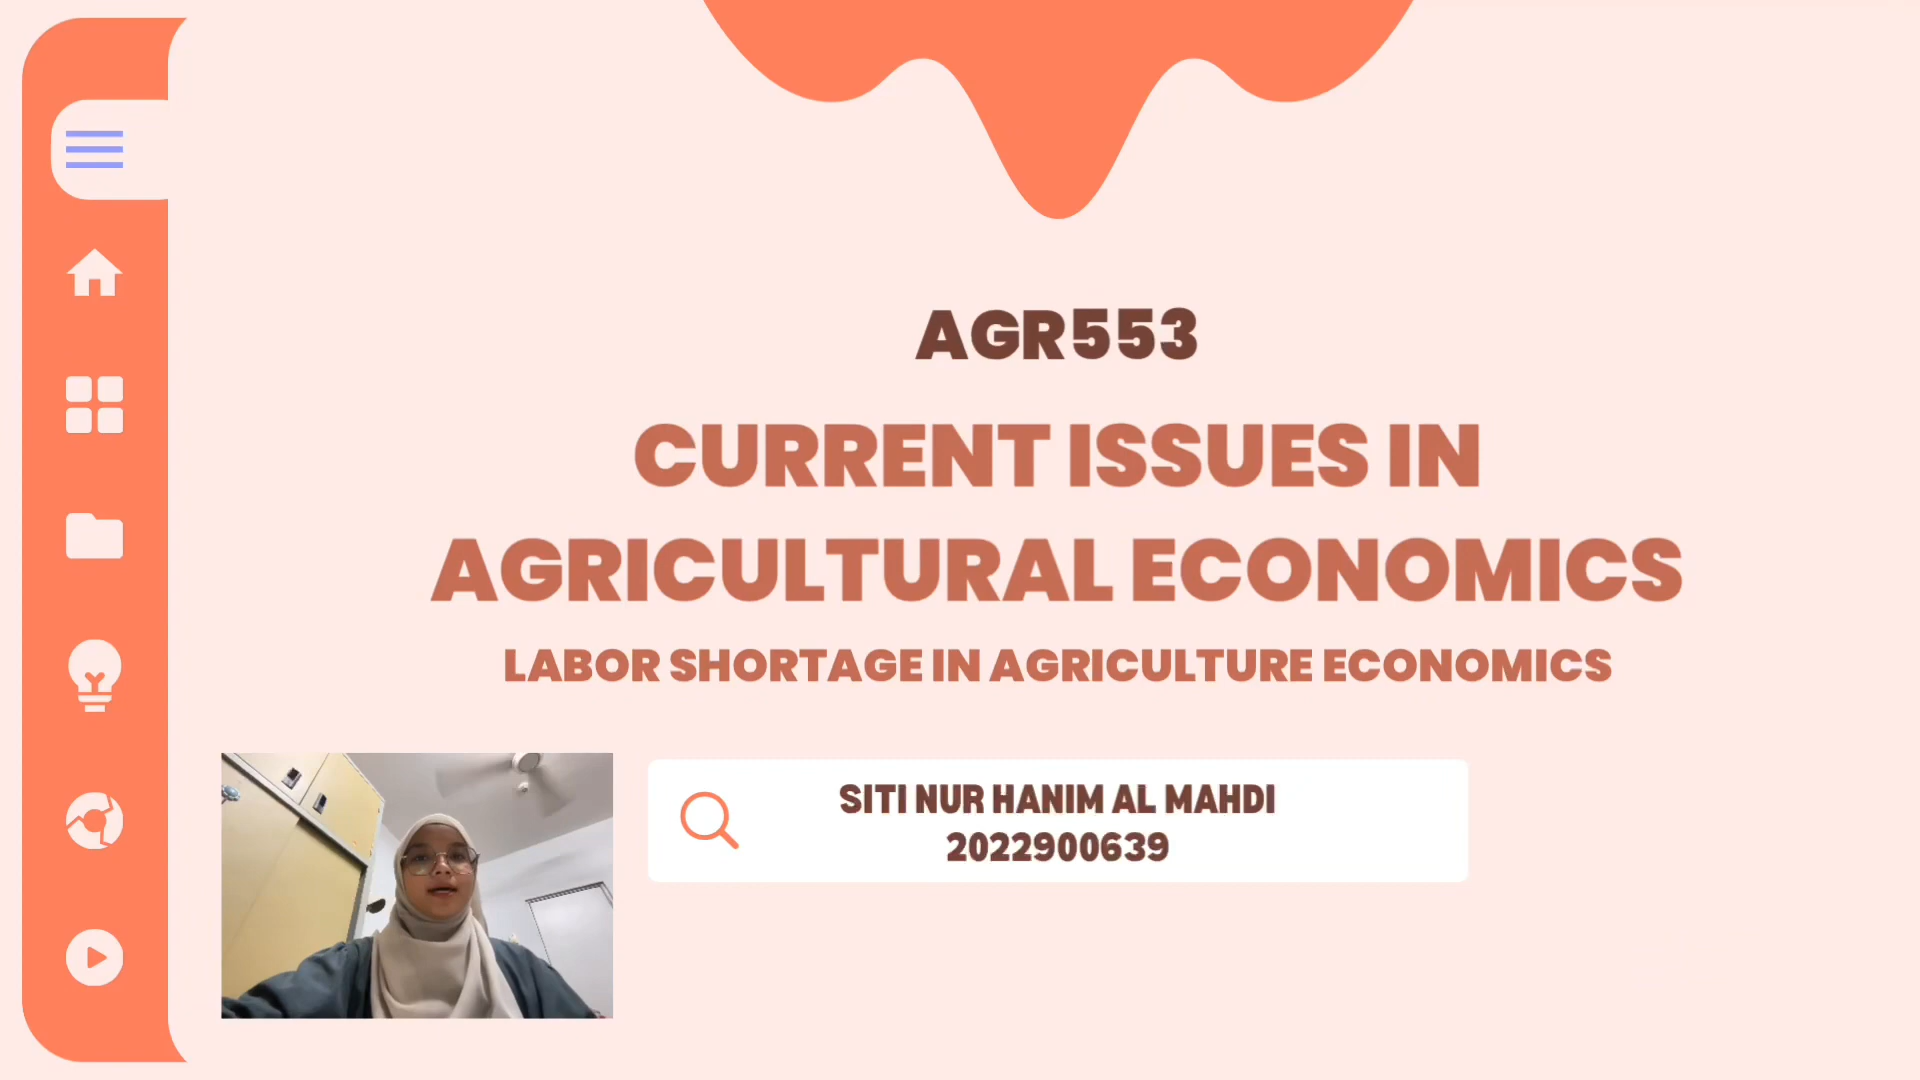 AGR553
CURRENT ISSUES IN
AGRICULTURAL ECONOMICS
LABOR SHORTAGE IN AGRICULTURE ECONOMICS
SITI NUR HANIM AL MAHDI
2022900639